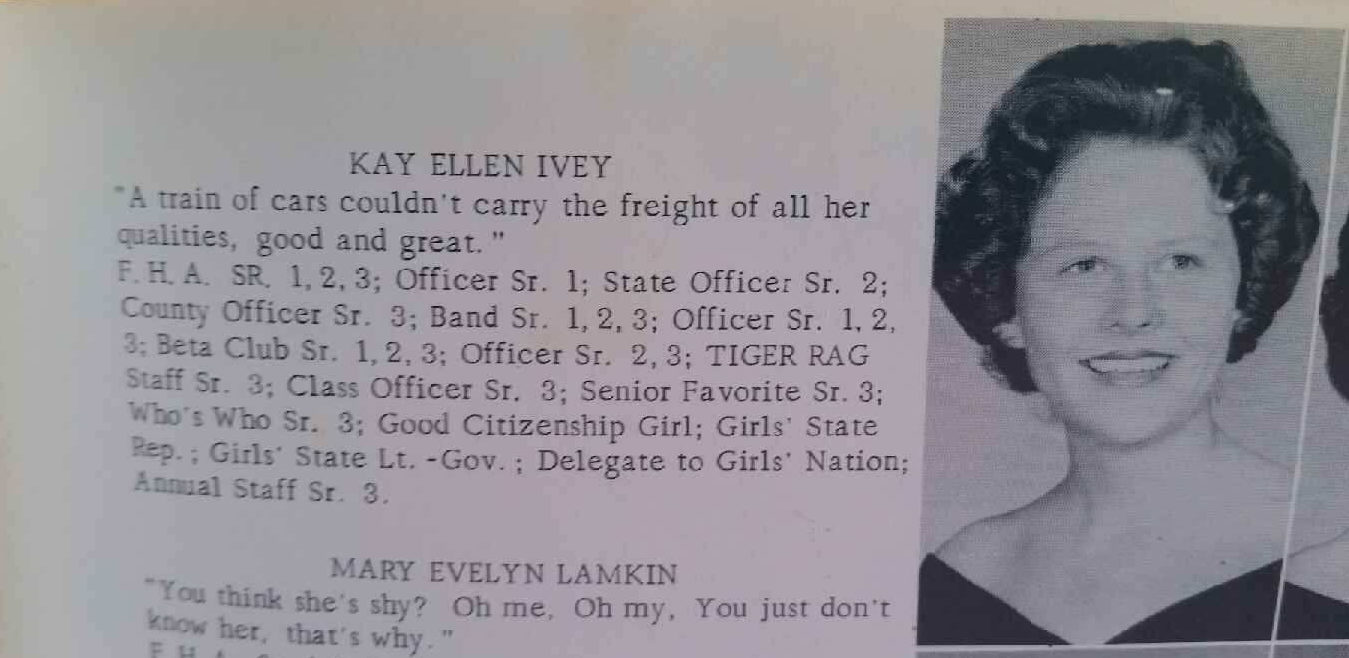 KAY ELLEN IVEY
"A train of cars couldn't carry the freight of all her
qualities, good and great."
F. H. A. SR. 1, 2, 3; Officer Sr. 1; State Officer Sr. 2;
County Officer Sr. 3; Band Sr. 1, 2, 3; Officer Sr. 1, 2,
3; Beta Club Sr. 1, 2, 3; Officer Sr. 2, 3; TIGER RAG
Staff Sr. 3; Class Officer Sr. 3; Senior Favorite Sr. 3;
Who's Who Sr. 3; Good Citizenship Girl; Girls' State
Rep. ; Girls' State Lt. -Gov. ; Delegate to Girls' Nation;
Annual Staff Sr. 3.
MARY EVELYN LAMKIN
"You think she's shy? Oh me, Oh my, You just don't
know her, that's why."
F. H. A.